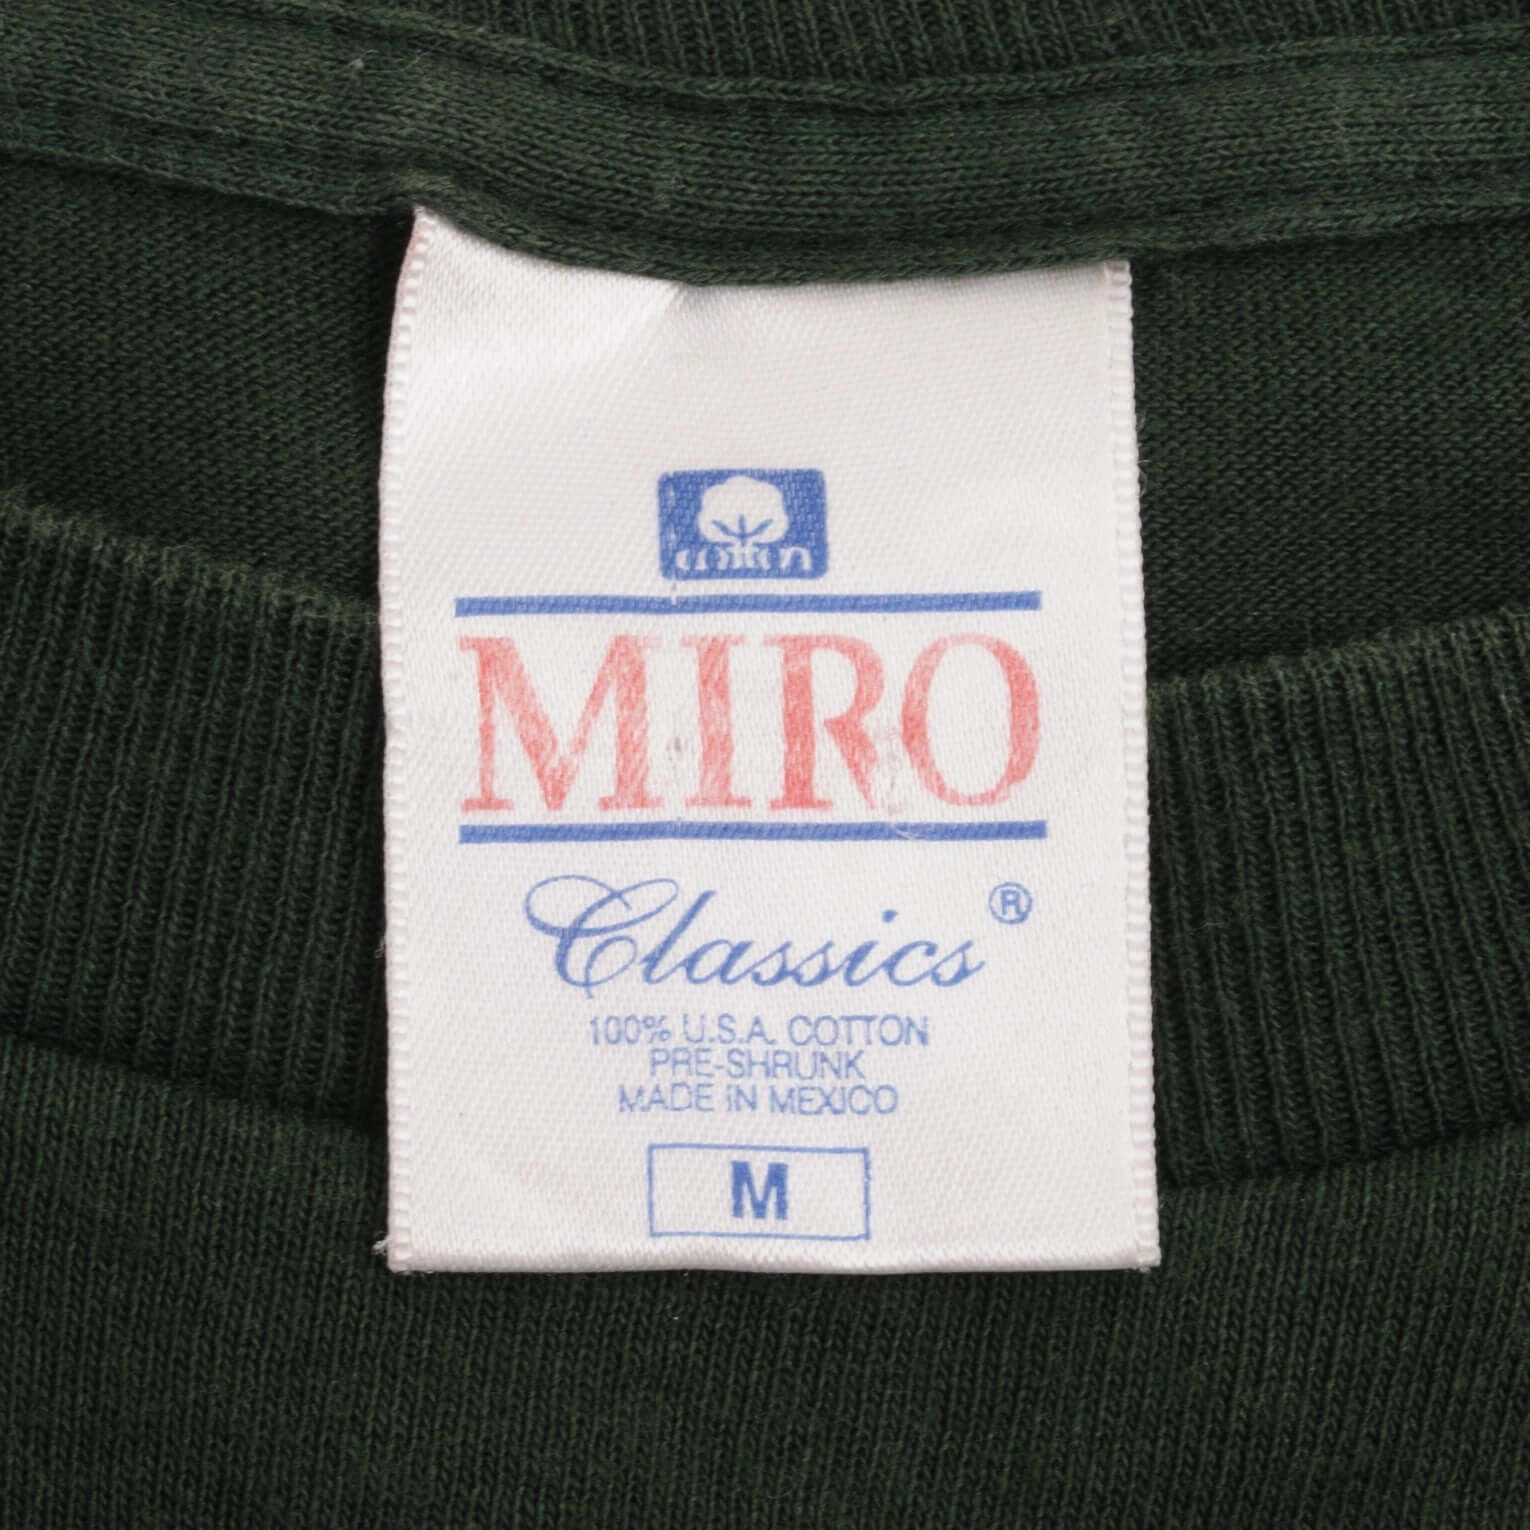 cotton
MIRO
Classics ®
100% U.S.A. COTTON
PRE-SHRUNK
MADE IN MEXICO
M